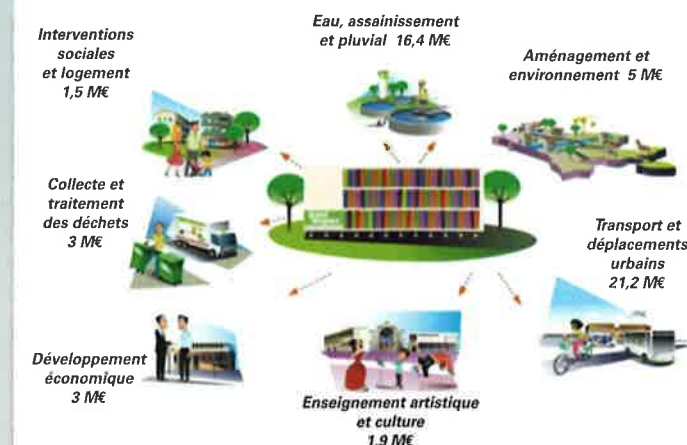 Interventions
sociales
et logement
1,5 M€
Eau, assainissement
et pluvial 16,4 M€
Aménagement et
environnement 5 M€
Collecte et
traitement
des déchets
3 M€
Transport et
déplacements
urbains
21,2 M€
Développement
économique
3 M€
Enseignement artistique
et culture
1,9 M€